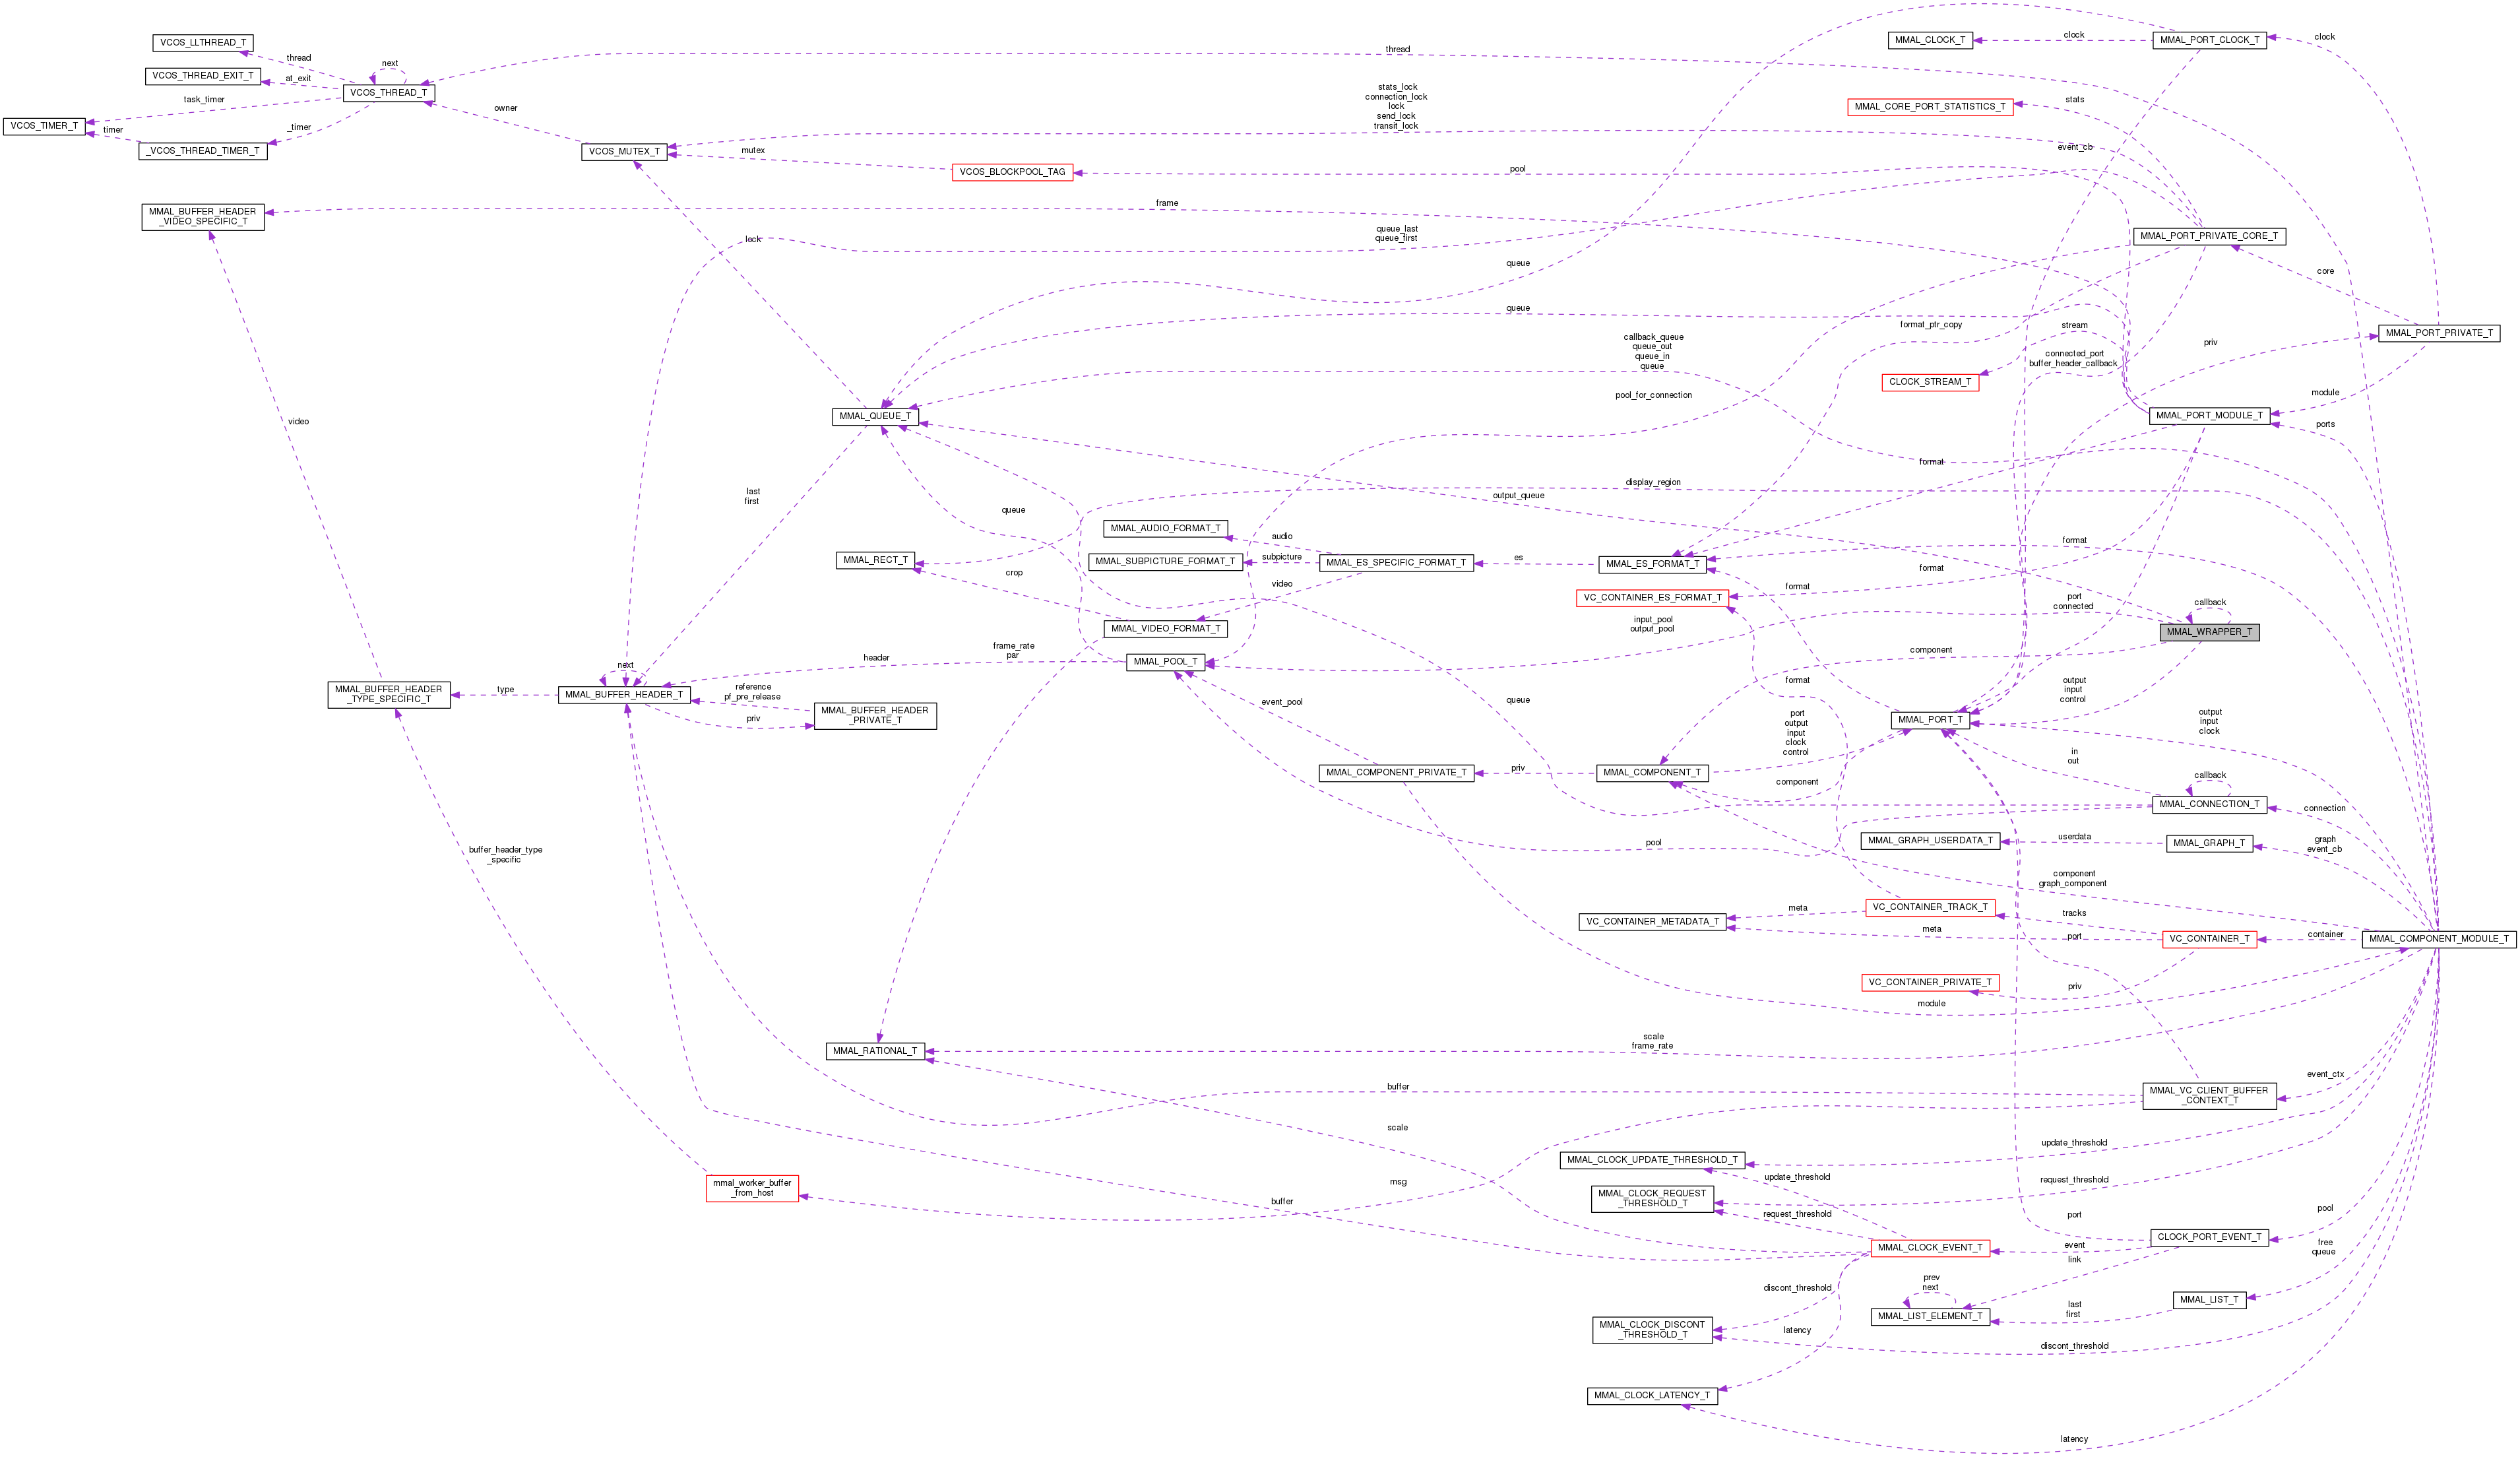 VCOS_LLTHREAD_T
VCOS_THREAD_EXIT_T
VCOS_TIMER_T
_VCOS_THREAD_TIMER_T
VCOS_THREAD_T
thread
at_exit
task_timer
timer
_timer
next
owner
VCOS_MUTEX_T
mutex
VCOS_BLOCKPOOL_TAG
thread
stats_lock
connection_lock
lock
send_lock
transit_lock
pool
MMAL_CLOCK_T
clock
MMAL_PORT_CLOCK_T
clock
MMAL_CORE_PORT_STATISTICS_T
stats
event_cb
MMAL_BUFFER_HEADER
_VIDEO_SPECIFIC_T
frame
lock
queue_last
queue_first
queue
MMAL_PORT_PRIVATE_CORE_T
core
MMAL_PORT_PRIVATE_T
queue
format_ptr_copy
stream
priv
callback_queue
queue_out
queue_in
queue
connected_port
buffer_header_callback
CLOCK_STREAM_T
pool_for_connection
module
MMAL_PORT_MODULE_T
ports
MMAL_QUEUE_T
video
last
first
queue
output_queue
display_region
format
MMAL_AUDIO_FORMAT_T
audio
MMAL_RECT_T
MMAL_SUBPICTURE_FORMAT_T
subpicture
MMAL_ES_SPECIFIC_FORMAT_T
es
MMAL_ES_FORMAT_T
format
crop
video
format
format
VC_CONTAINER_ES_FORMAT_T
port
connected
callback
MMAL_WRAPPER_T
MMAL_VIDEO_FORMAT_T
input_pool
output_pool
frame_rate
par
header
MMAL_POOL_T
component
next
MMAL_BUFFER_HEADER
_TYPE_SPECIFIC_T
type
MMAL_BUFFER_HEADER_T
reference
pf_pre_release
priv
MMAL_BUFFER_HEADER
_PRIVATE_T
event_pool
queue
format
output
input
control
MMAL_PORT_T
port
output
input
clock
control
output
input
clock
in
out
MMAL_COMPONENT_PRIVATE_T
priv
MMAL_COMPONENT_T
component
callback
MMAL_CONNECTION_T
connection
buffer_header_type
_specific
pool
MMAL_GRAPH_USERDATA_T
userdata
MMAL_GRAPH_T
graph
event_cb
component
graph_component
VC_CONTAINER_METADATA_T
meta
VC_CONTAINER_TRACK_T
tracks
meta
port
VC_CONTAINER_T
container
MMAL_COMPONENT_MODULE_T
VC_CONTAINER_PRIVATE_T
priv
module
MMAL_RATIONAL_T
scale
frame_rate
buffer
event_ctx
MMAL_VC_CLIENT_BUFFER
_CONTEXT_T
scale
MMAL_CLOCK_UPDATE_THRESHOLD_T
update_threshold
mmal_worker_buffer
_from_host
msg
update_threshold
buffer
MMAL_CLOCK_REQUEST
_THRESHOLD_T
request_threshold
request_threshold
port
pool
MMAL_CLOCK_EVENT_T
event
CLOCK_PORT_EVENT_T
link
free
queue
discont_threshold
prev
next
MMAL_LIST_T
last
first
MMAL_LIST_ELEMENT_T
MMAL_CLOCK_DISCONT
_THRESHOLD_T
latency
discont_threshold
MMAL_CLOCK_LATENCY_T
latency